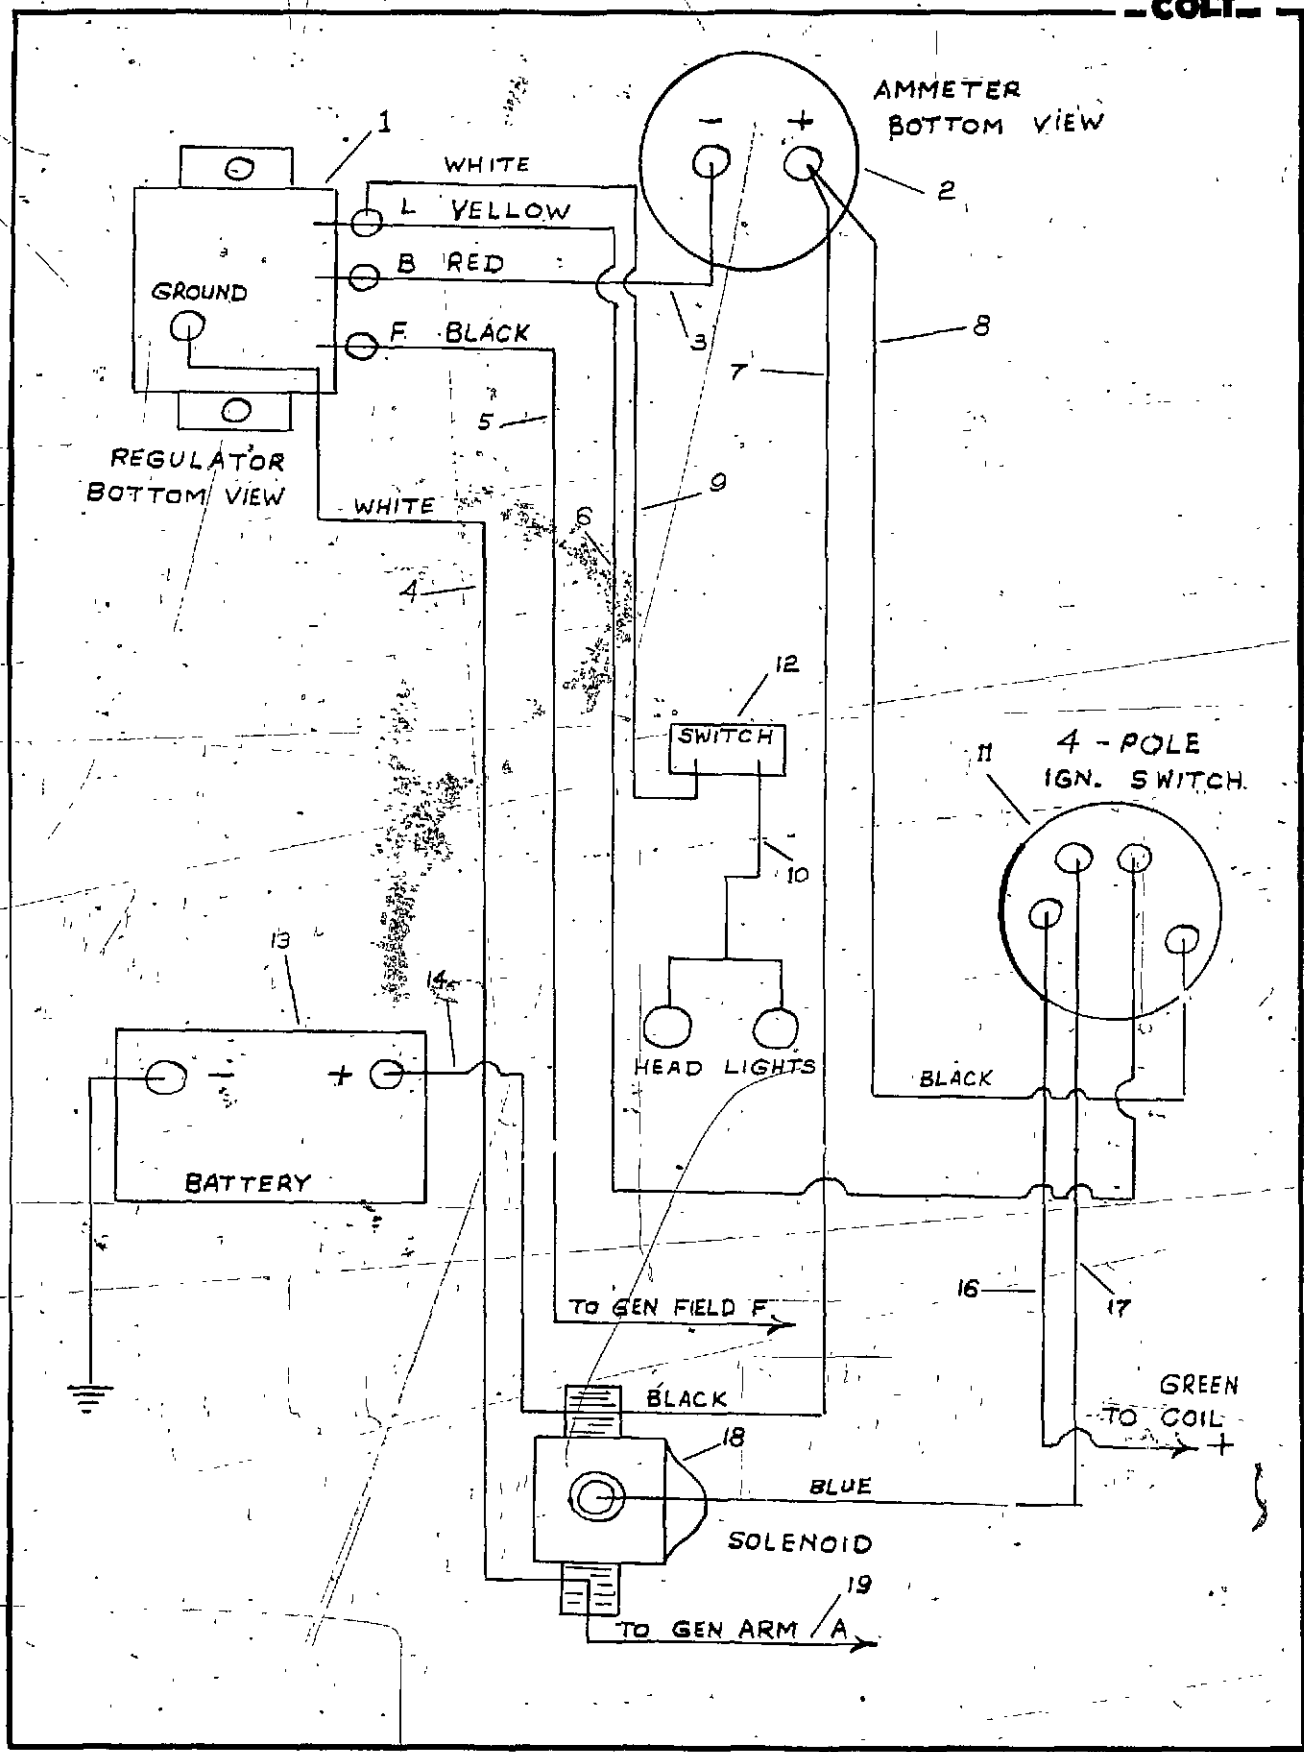 COLT
AMMETER
BOTTOM VIEW
- +
1
2
WHITE
L YELLOW
B RED
GROUND
F BLACK
3
8
7
5
REGULATOR
BOTTOM VIEW
WHITE
9
6
4
12
SWITCH
4-POLE
IGN. SWITCH
11
10
13
14
- +
HEAD LIGHTS
BLACK
BATTERY
16
17
TO GEN FIELD F
GREEN
TO COIL
+
BLACK
18
BLUE
SOLENOID
19
TO GEN ARM A